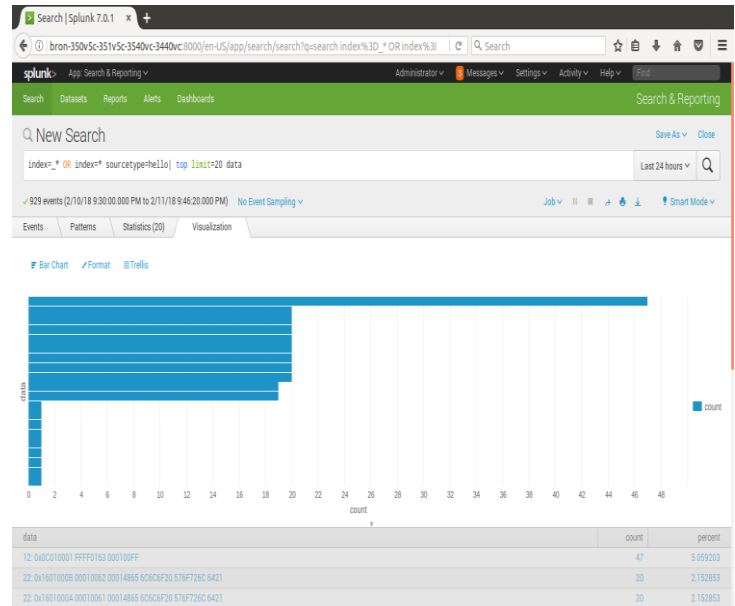 Search | Splunk 7.0.1 × +
bron-350v5c-351v5c-3540vc-3440vc:8000/en-US/app/search/search?q=search index%3D_* OR index%3l Search
splunk> App: Search & Reporting Administrator 3 Messages Settings Activity Help Find
Search Datasets Reports Alerts Dashboards Search & Reporting
New Search Save As Close
index=_* OR index=* sourcetype=hello| top limit=20 data Last 24 hours
✓ 929 events (2/10/18 9:30:00.000 PM to 2/11/18 9:46:20.000 PM) No Event Sampling Job Smart Mode
Events Patterns Statistics (20) Visualization
Bar Chart Format Trellis
data
count
0 2 4 6 8 10 12 14 16 18 20 22 24 26 28 30 32 34 36 38 40 42 44 46 48
count
data count percent
12: 0x0C010001 FFFF0163 000100FF 47 5.059203
22: 0x1601000B 00010062 00014865 6C6C6F20 576F726C 6421 20 2.152853
22: 0x1601000A 00010061 00014865 6C6C6F20 576F726C 6421 20 2.152853